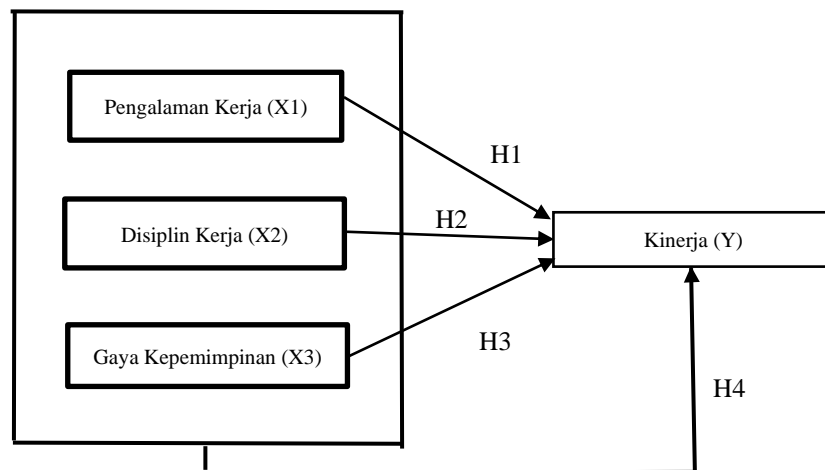 Pengalaman Kerja (X1)
H1
Disiplin Kerja (X2)
H2
Kinerja (Y)
Gaya Kepemimpinan (X3)
H3
H4